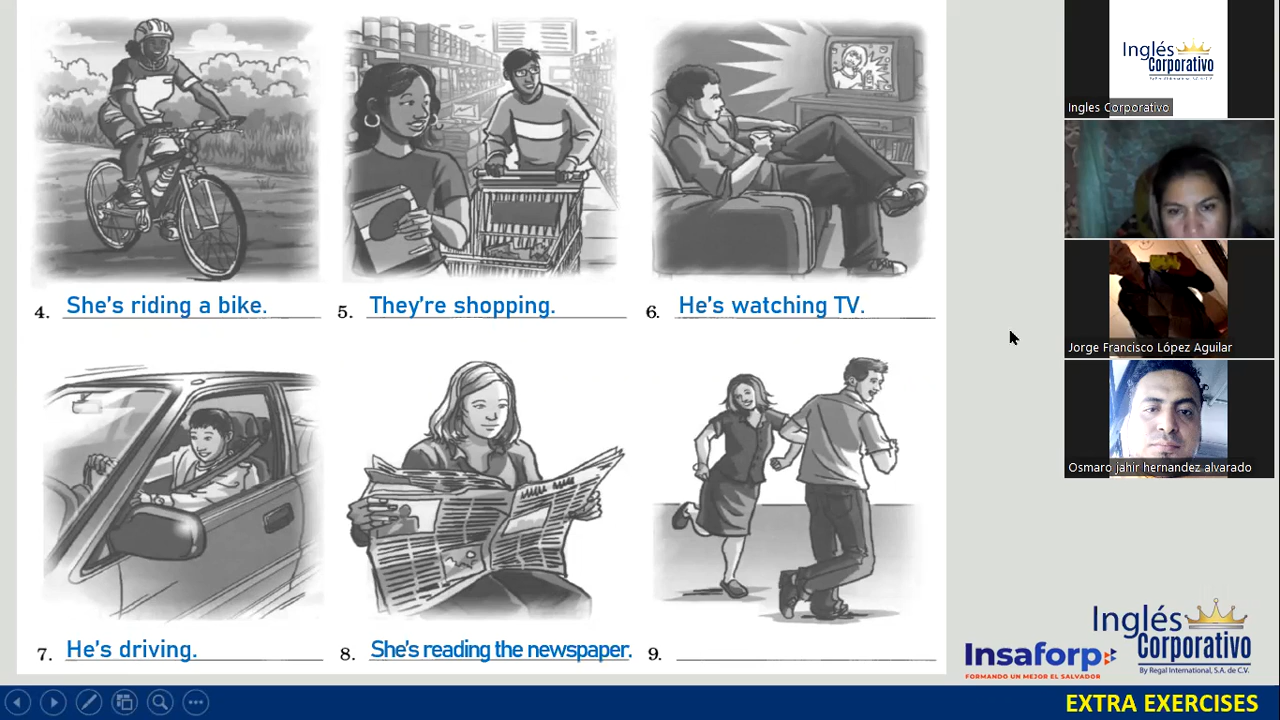 4. She's riding a bike.
5. They're shopping.
6. He's watching TV.
7. He's driving.
8. She's reading the newspaper.
9.
Inglés
Corporativo
Ingles Corporativo
Jorge Francisco López Aguilar
Osmaro jahir hernandez alvarado
Insaforp
FORMANDO UN MEJOR EL SALVADOR
Inglés
Corporativo
By Regal International, S.A. de C.V.
EXTRA EXERCISES